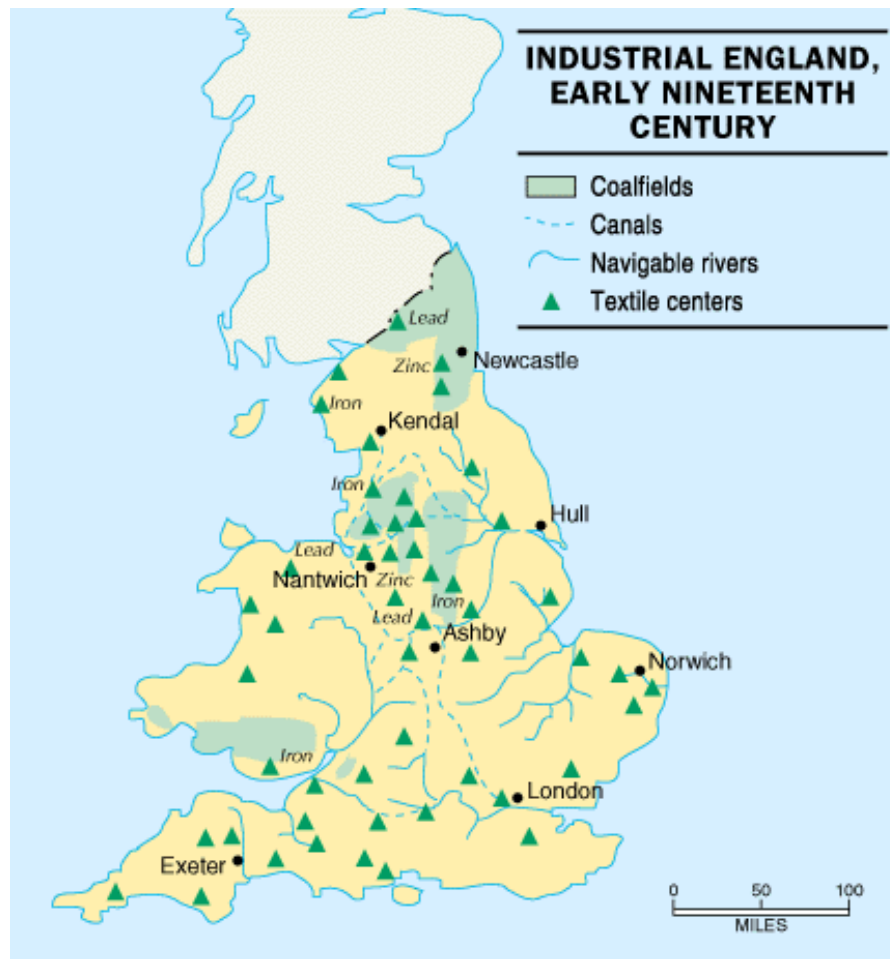 INDUSTRIAL ENGLAND,
EARLY NINETEENTH
CENTURY
Coalfields
Canals
Navigable rivers
Textile centers
Lead
Zinc
Newcastle
Iron
Kendal
Iron
Hull
Lead
Nantwich
Zinc
Iron
Lead
Ashby
Norwich
Iron
London
Exeter
0 50 100
MILES